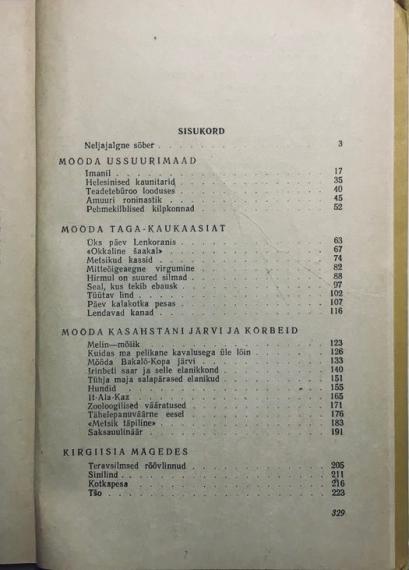 SISUKORD
Neljajalgne sõber 3
MÖÖDA USSUURIMAAD
Imanil 17
Helesinised kaunitarid 35
Teadetebüroo looduses 40
Amuuri roninastik 45
Pehmekilbilised kilpkonnad 52
MÖÖDA TAGA-KAUKAASIAT
Üks päev Lenkoranis 63
«Okkaline šaakal» 67
Metsikud kassid 74
Mitteõigeaegne virgumine 82
Hirmul on suured silmad 88
Seal, kus tekib ebausk 97
Tüütav lind 102
Päev kalakotka pesas 107
Lendavad kanad 116
MÖÖDA KASAHSTANI JÄRVI JA KÕRBEID
Melin—mõiik 123
Kuidas ma pelikane kavalusega üle lõin 126
Mööda Bakalõ-Kopa järvi 133
Irinbeti saar ja selle elanikkond 140
Tühja maja salapärased elanikud 151
Hundid 155
It-Ala-Kaz 165
Zooloogilised vääratused 171
Tähelepanuväärne eesel 176
«Metsik täpiline» 183
Saksauulinäär 191
KIRGIISIA MÄGEDES
Teravsilmsed röövlinnud 205
Sinilind 211
Kotkapesa 216
Tšo 223
329